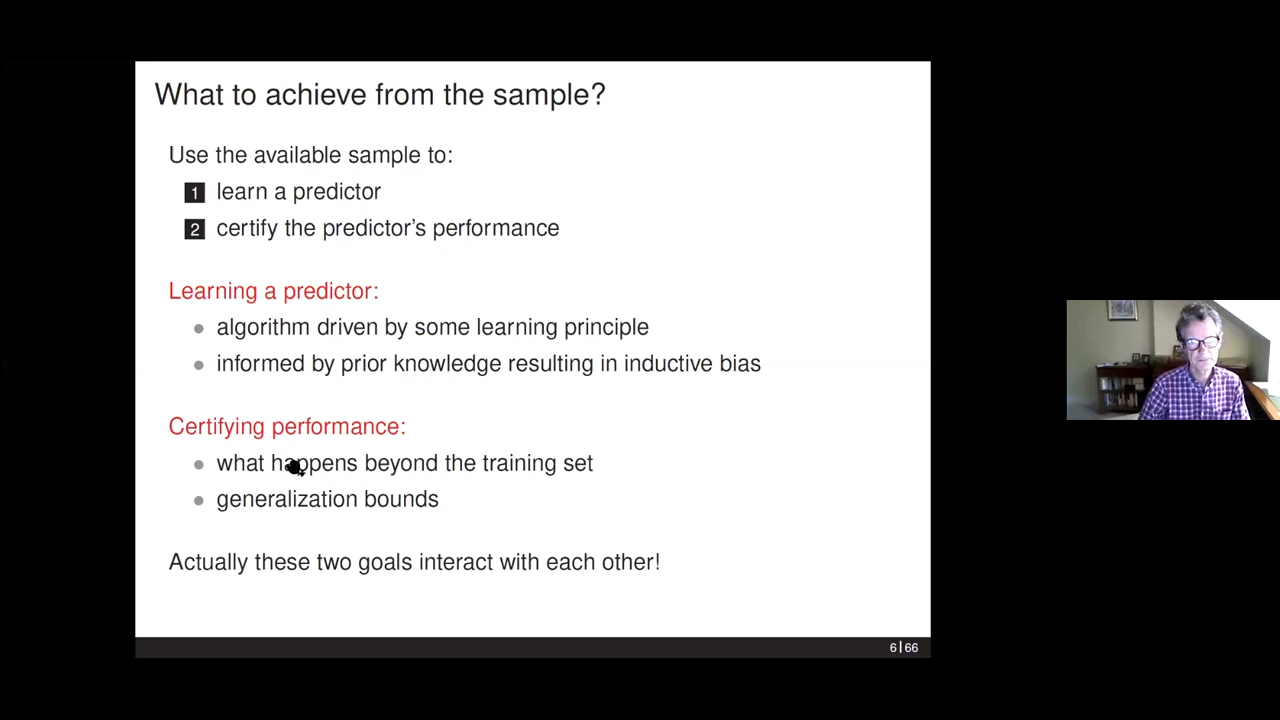 What to achieve from the sample?
Use the available sample to:
1 learn a predictor
2 certify the predictor's performance
Learning a predictor:
• algorithm driven by some learning principle
• informed by prior knowledge resulting in inductive bias
Certifying performance:
• what happens beyond the training set
• generalization bounds
Actually these two goals interact with each other!
6|66